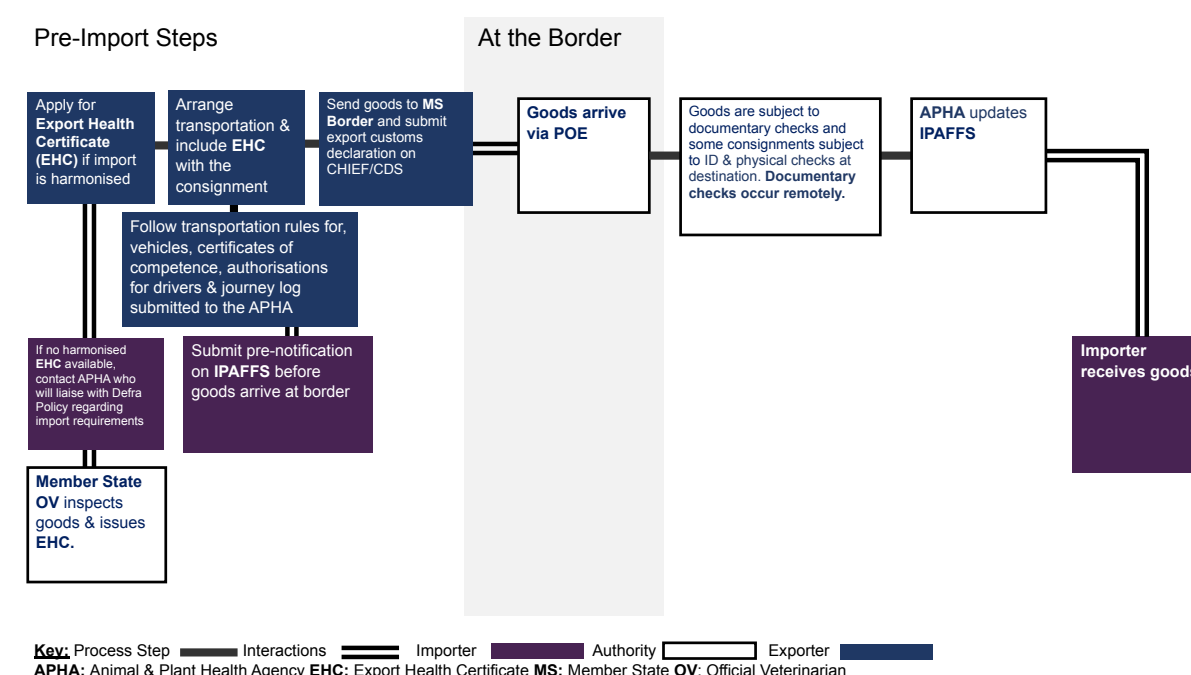 Pre-Import Steps
At the Border
Apply for
Export Health
Certificate
(EHC) if import
is harmonised
Arrange
transportation &
include EHC
with the
consignment
Send goods to MS
Border and submit
export customs
declaration on
CHIEF/CDS
Goods arrive
via POE
Goods are subject to
documentary checks and
some consignments subject
to ID & physical checks at
destination. Documentary
checks occur remotely.
APHA updates
IPAFFS
Follow transportation rules for,
vehicles, certificates of
competence, authorisations
for drivers & journey log
submitted to the APHA
If no harmonised
EHC available,
contact APHA who
will liaise with Defra
Policy regarding
import requirements
Submit pre-notification
on IPAFFS before
goods arrive at border
Importer
receives goods
Member State
OV inspects
goods & issues
EHC.
Key: Process Step Interactions Importer Authority Exporter
APHA: Animal & Plant Health Agency EHC: Export Health Certificate MS: Member State OV: Official Veterinarian